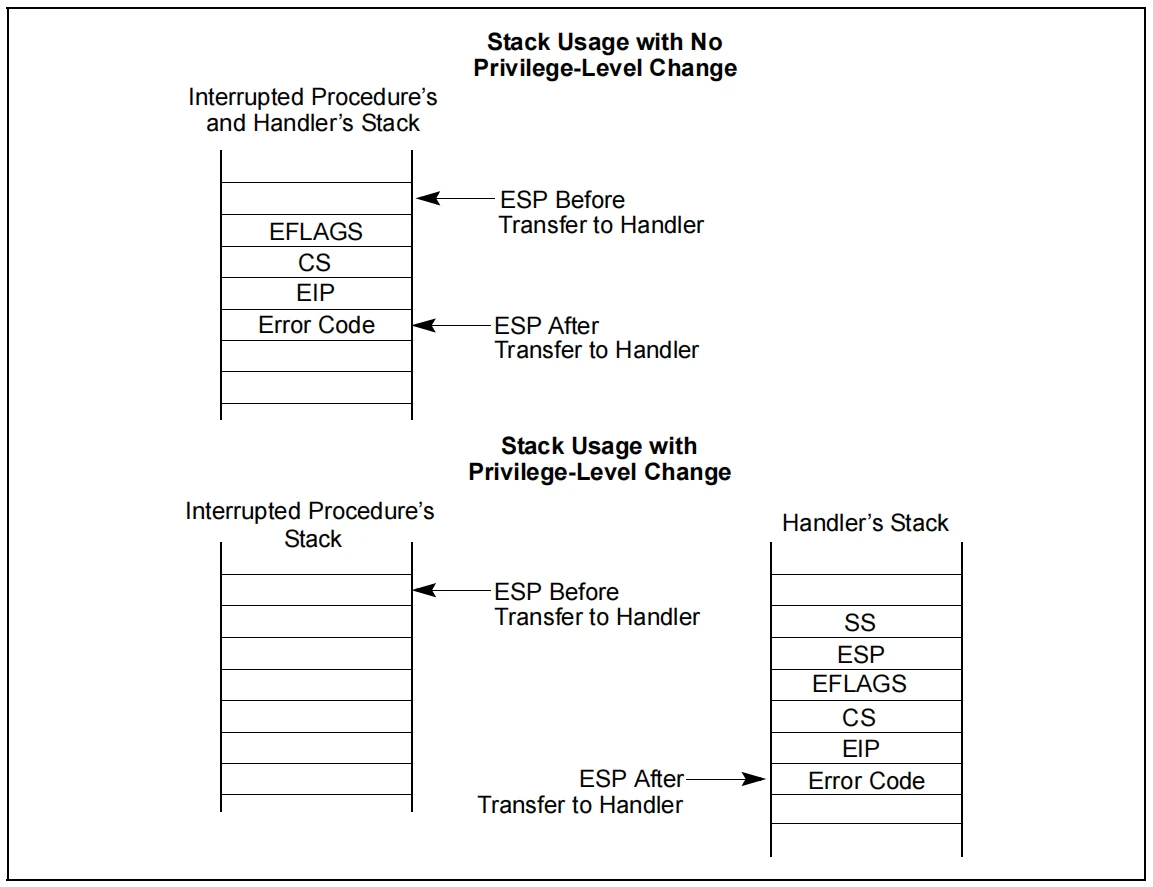 Stack Usage with No
Privilege-Level Change
Interrupted Procedure's
and Handler's Stack
ESP Before
Transfer to Handler
EFLAGS
CS
EIP
Error Code
ESP After
Transfer to Handler
Stack Usage with
Privilege-Level Change
Interrupted Procedure's
Stack
Handler's Stack
ESP Before
Transfer to Handler
SS
ESP
EFLAGS
CS
EIP
ESP After
Transfer to Handler
Error Code